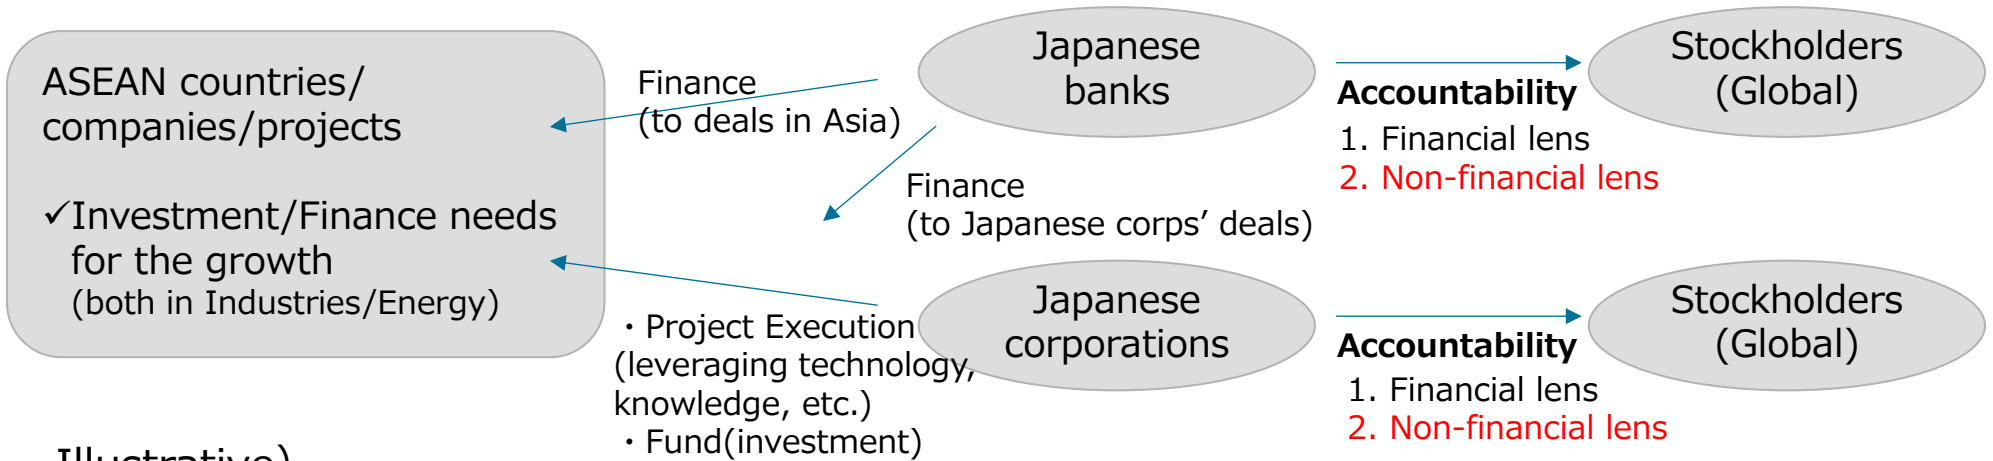 ASEAN countries/
companies/projects
✓Investment/Finance needs
for the growth
(both in Industries/Energy)
Finance
(to deals in Asia)
Japanese
banks
Finance
(to Japanese corps’ deals)
Accountability
1. Financial lens
2. Non-financial lens
Stockholders
(Global)
・Project Execution
(leveraging technology,
knowledge, etc.)
・Fund(investment)
Japanese
corporations
Accountability
1. Financial lens
2. Non-financial lens
Stockholders
(Global)
Illustrative)